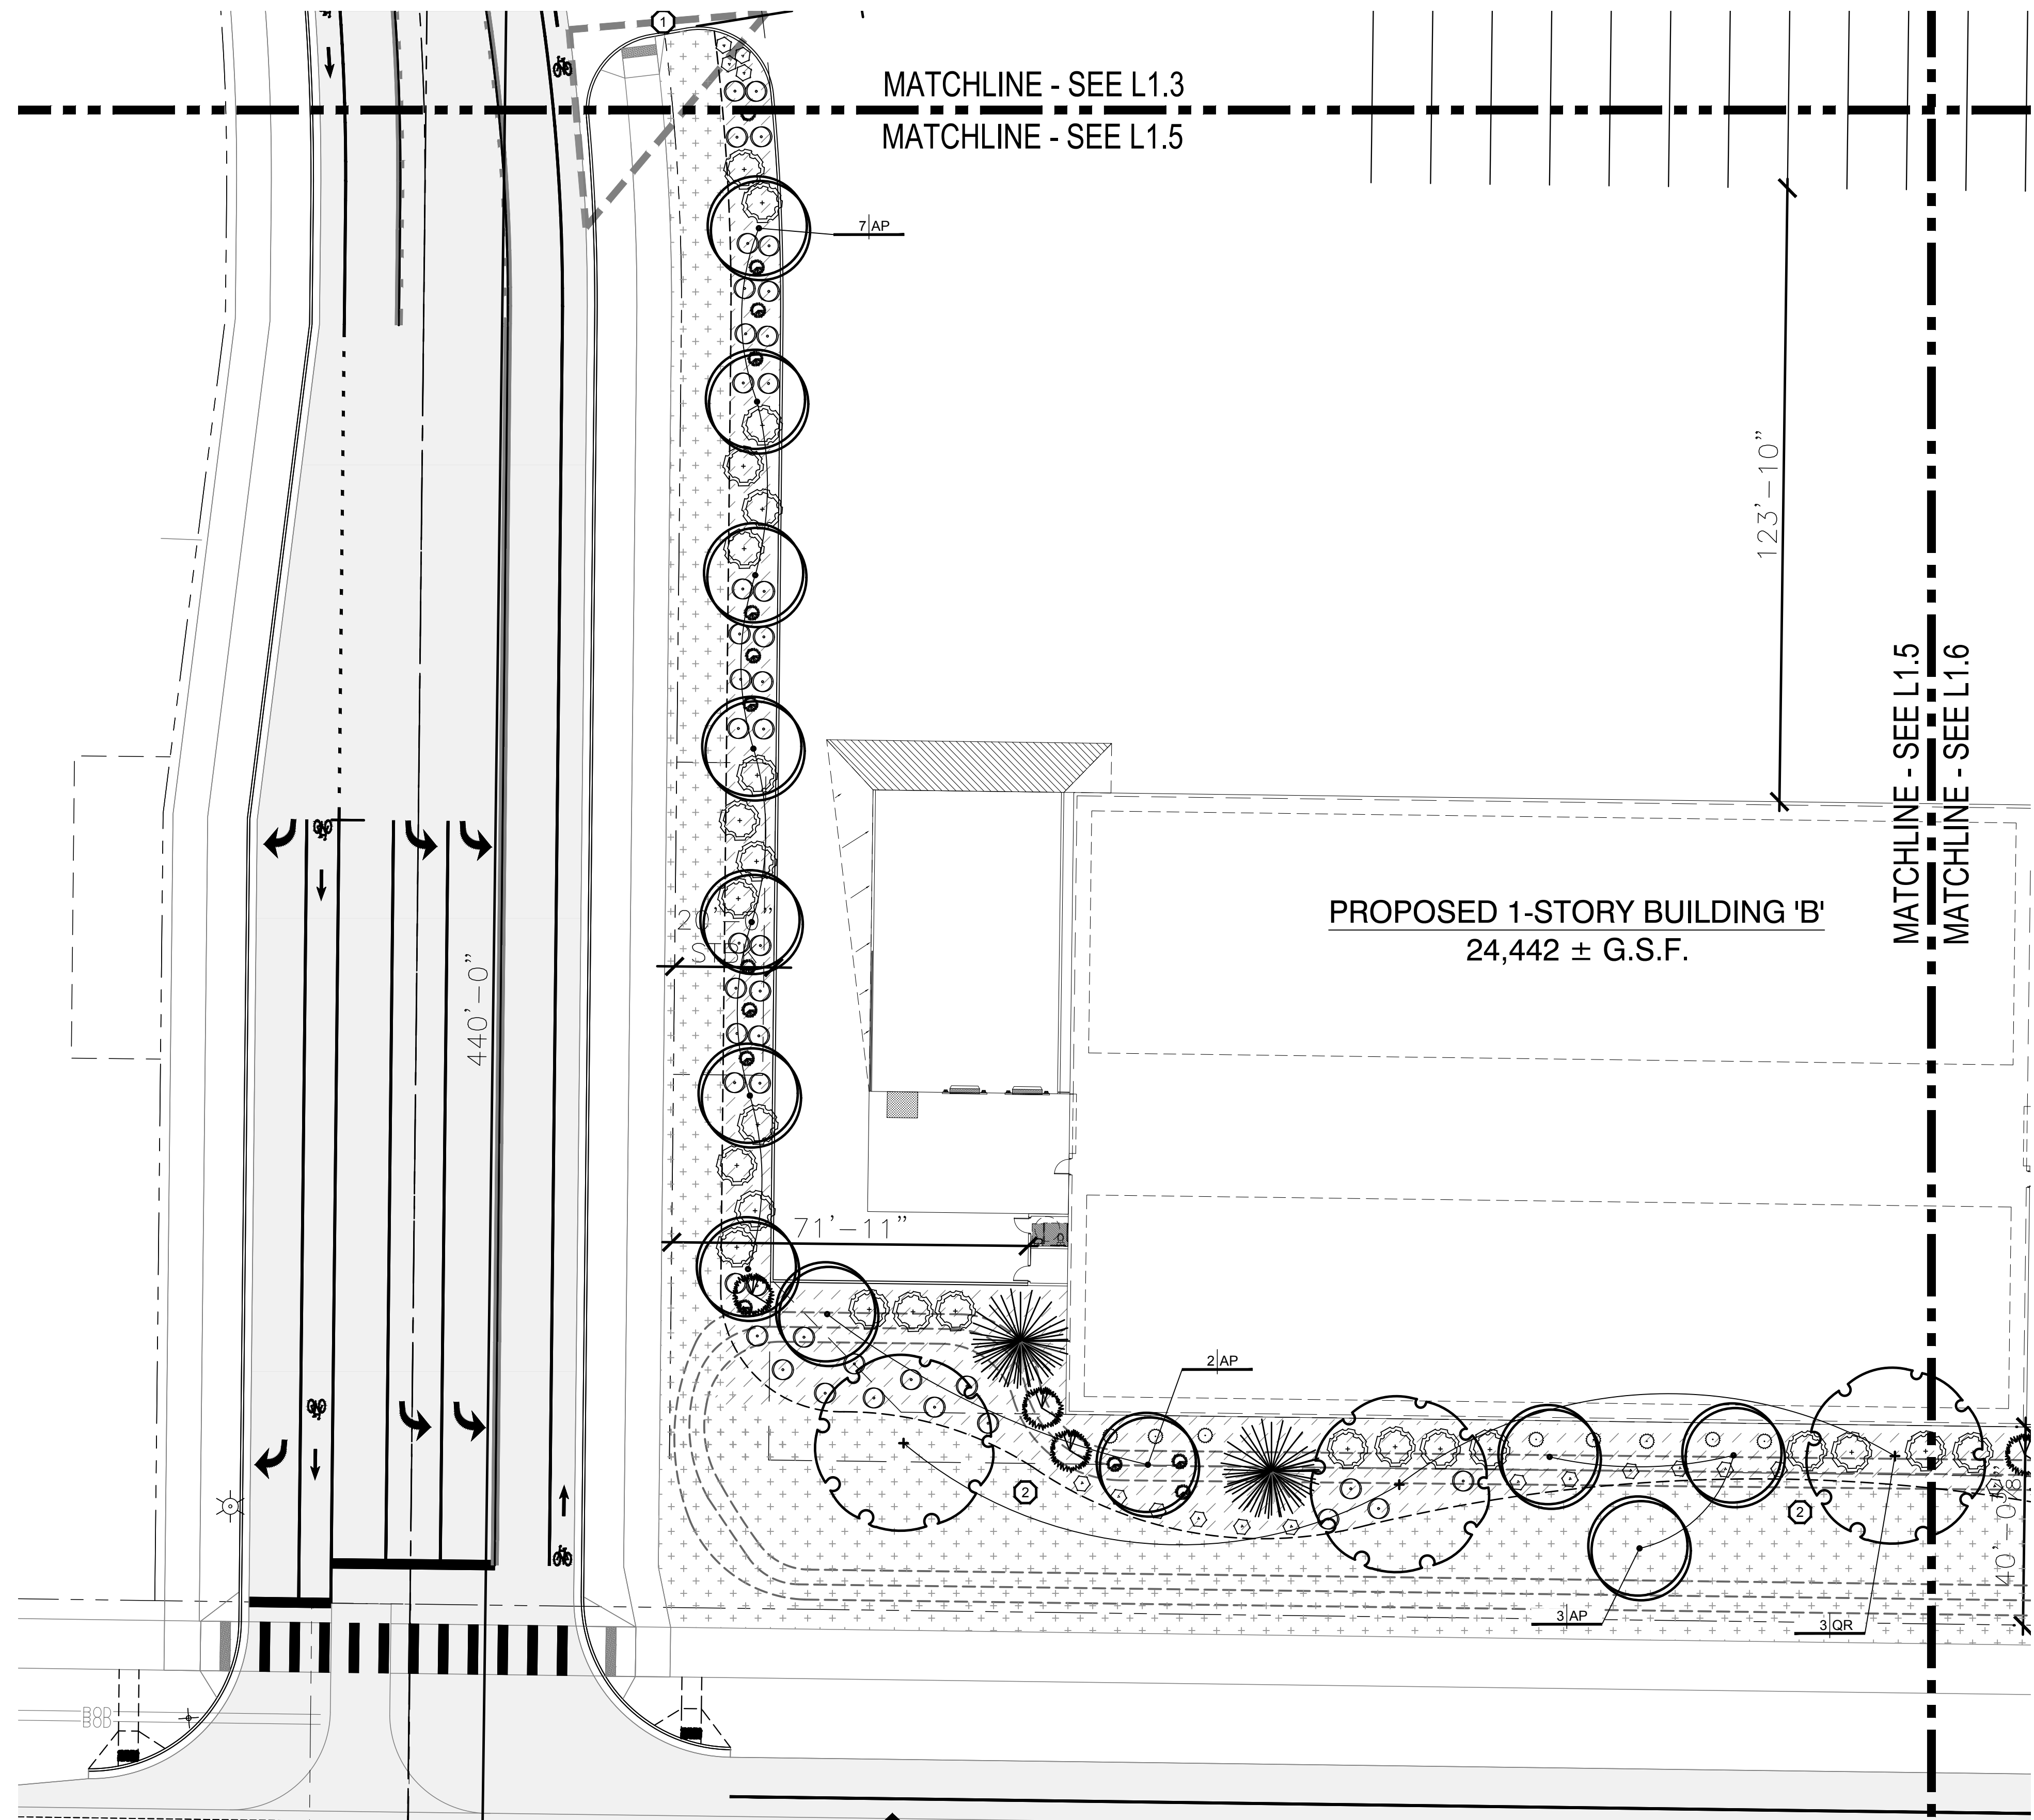 1
MATCHLINE - SEE L1.3
MATCHLINE - SEE L1.5
7 AP
123'-10"
MATCHLINE - SEE L1.5
MATCHLINE - SEE L1.6
PROPOSED 1-STORY BUILDING 'B'
24,442 ± G.S.F.
440'-0"
71'-11"
2 AP
2
2
3 AP
3 QR
BOD
BOD